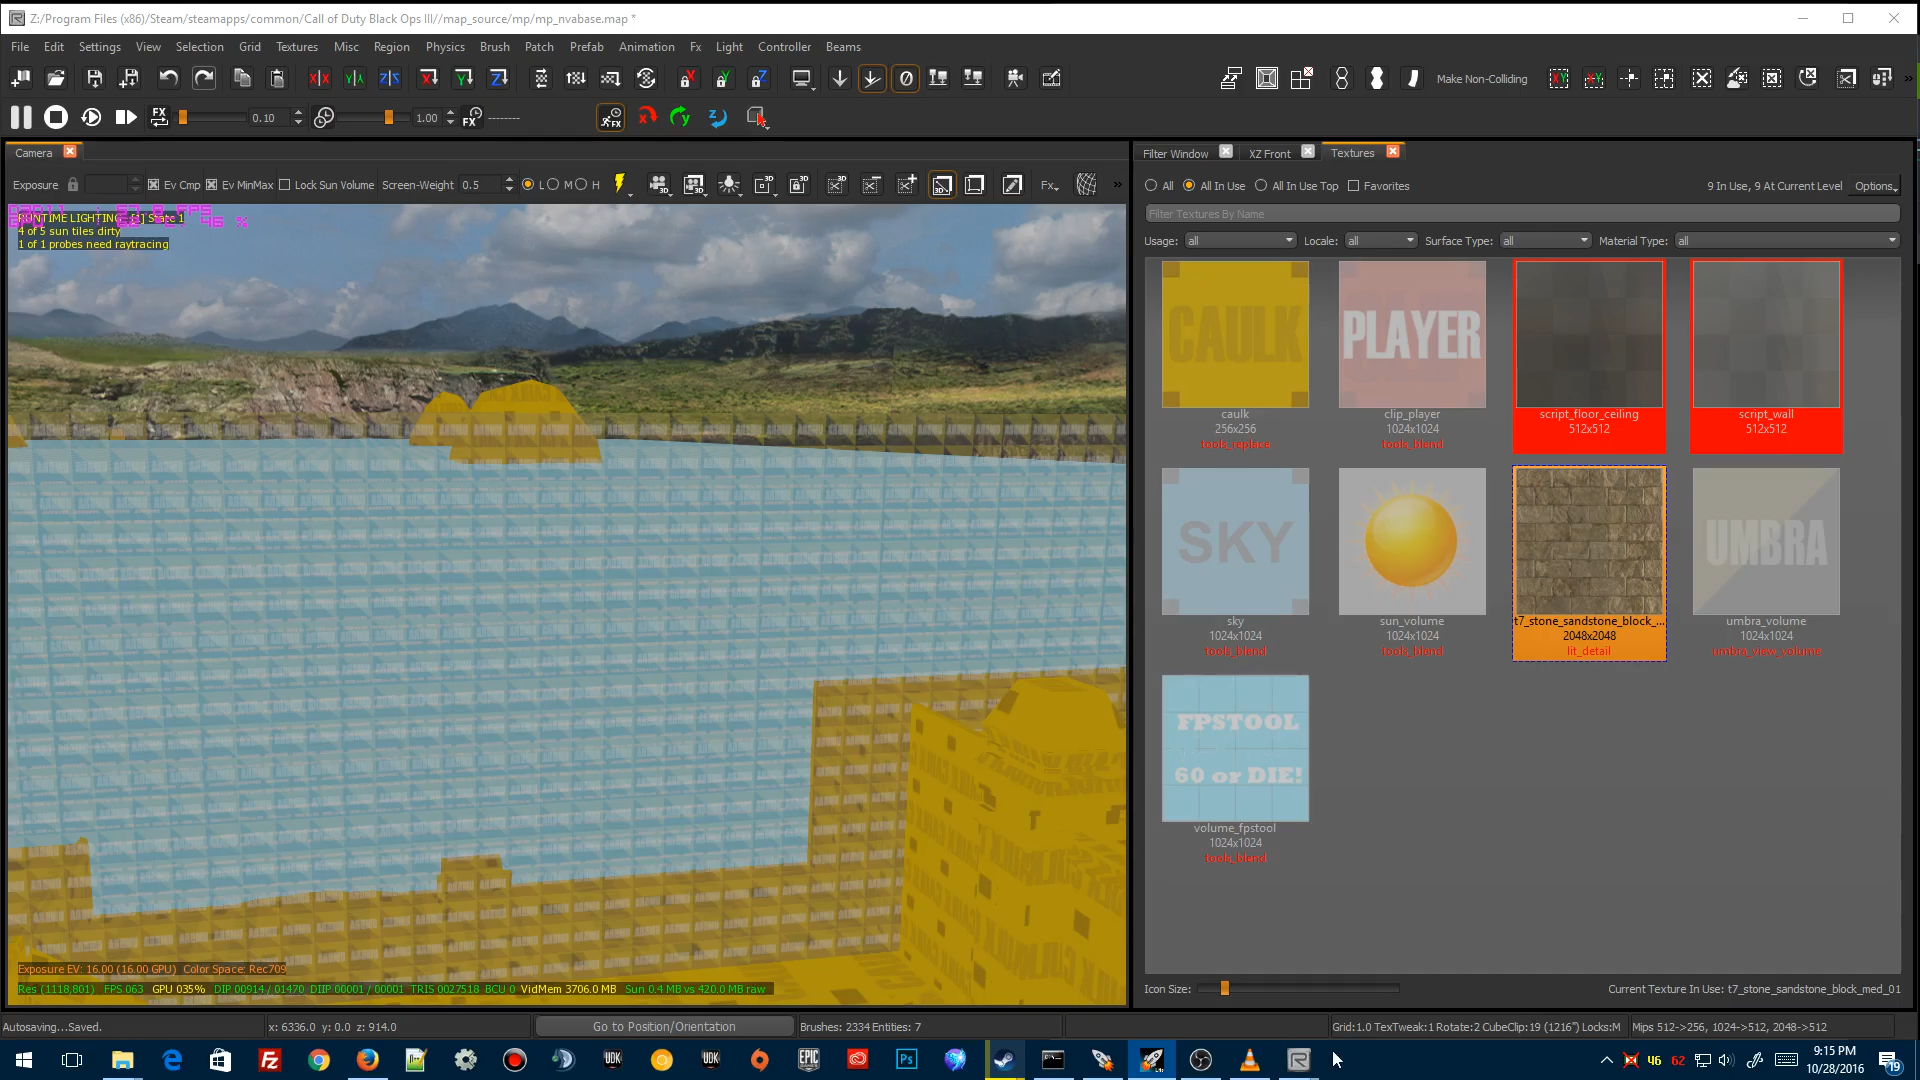 Z:/Program Files (x86)/Steam/steamapps/common/Call of Duty Black Ops III//map_source/mp/mp_nvabase.map *
File Edit Settings View Selection Grid Textures Misc Region Physics Brush Patch Prefab Animation Fx Light Controller Beams
Make Non-Colliding
FX 0.10 1.00 FX --------
Camera
Filter Window XZ Front Textures
Exposure Ev Cmp Ev MinMax Lock Sun Volume Screen-Weight 0.5 L M H Fx
All All In Use All In Use Top Favorites 9 In Use, 9 At Current Level Options
Filter Textures By Name
Usage: all Locale: all Surface Type: all Material Type: all
RUNTIME LIGHTING
4 of 5 sun tiles dirty
1 of 1 probes need raytracing
CAULK
PLAYER
caulk
256x256
tools_replace
clip_player
1024x1024
tools_blend
script_floor_ceiling
512x512
script_wall
512x512
SKY
UMBRA
sky
1024x1024
tools_blend
sun_volume
1024x1024
tools_blend
t7_stone_sandstone_block_...
2048x2048
lit_detail
umbra_volume
1024x1024
umbra_view_volume
FPSTOOL
60 or DIE!
volume_fpstool
1024x1024
tools_blend
Exposure EV: 16.00 (16.00 GPU) Color Space: Rec709
Res (1118,801) FPS 063 GPU 035% DIP 00914 / 01470 DIIP 00001 / 00001 TRIS 0027518 BCU 0 VidMem 3706.0 MB Sun 0.4 MB vs 420.0 MB raw
Icon Size: Current Texture In Use: t7_stone_sandstone_block_med_01
Autosaving...Saved. x: 6336.0 y: 0.0 z: 914.0 Go to Position/Orientation Brushes: 2334 Entities: 7 Grid:1.0 TexTweak:1 Rotate:2 CubeClip:19 (1216") Locks:M Mips 512->256, 1024->512, 2048->512
UDK UDK EPIC GAMES Ps 46 62 9:15 PM
10/28/2016 19